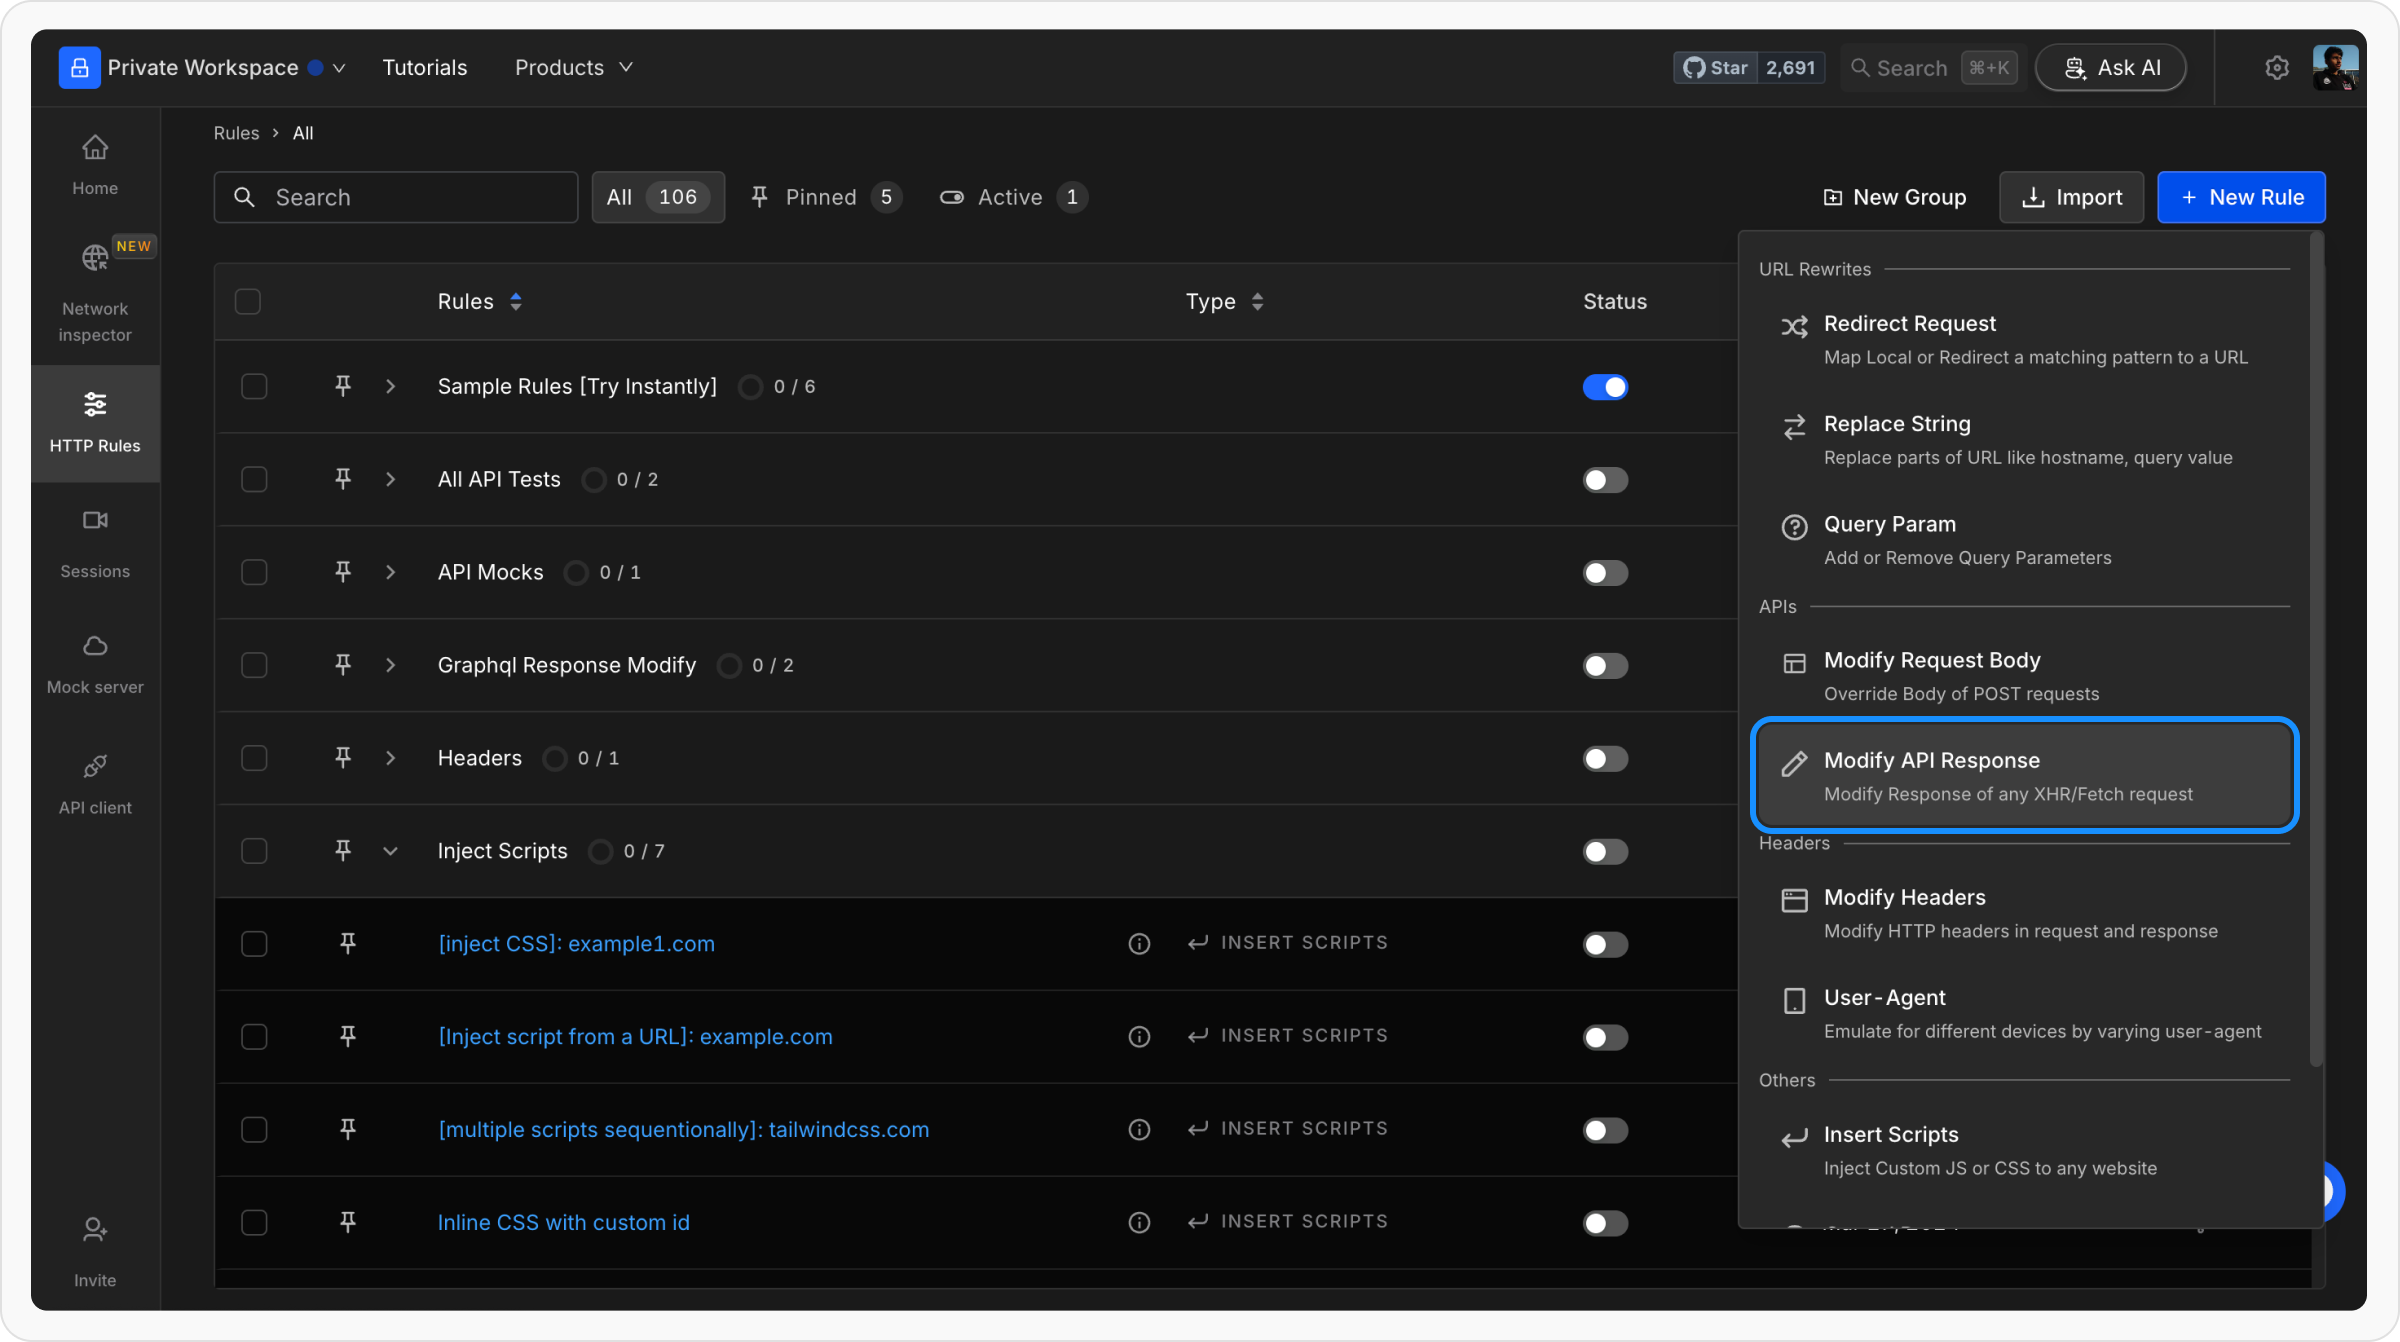 Private Workspace
Tutorials
Products
Star 2,691
Search ⌘+K
Ask AI
Home
NEW
Network
inspector
HTTP Rules
Sessions
Mock server
API client
Invite
Rules > All
Search
All 106
Pinned 5
Active 1
New Group
Import
+ New Rule
Rules Type Status
Sample Rules [Try Instantly] 0 / 6
All API Tests 0 / 2
API Mocks 0 / 1
Graphql Response Modify 0 / 2
Headers 0 / 1
Inject Scripts 0 / 7
[inject CSS]: example1.com INSERT SCRIPTS
[Inject script from a URL]: example.com INSERT SCRIPTS
[multiple scripts sequentionally]: tailwindcss.com INSERT SCRIPTS
Inline CSS with custom id INSERT SCRIPTS
URL Rewrites
Redirect Request
Map Local or Redirect a matching pattern to a URL
Replace String
Replace parts of URL like hostname, query value
Query Param
Add or Remove Query Parameters
APIs
Modify Request Body
Override Body of POST requests
Modify API Response
Modify Response of any XHR/Fetch request
Headers
Modify Headers
Modify HTTP headers in request and response
User-Agent
Emulate for different devices by varying user-agent
Others
Insert Scripts
Inject Custom JS or CSS to any website